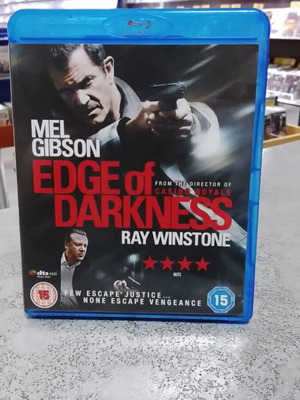 MEL
GIBSON
EDGE of
FROM THE DIRECTOR OF
CASINO ROYALE
DARKNESS
RAY WINSTONE
★★★★
dts
15
FEW ESCAPE JUSTICE...
NONE ESCAPE VENGEANCE
15